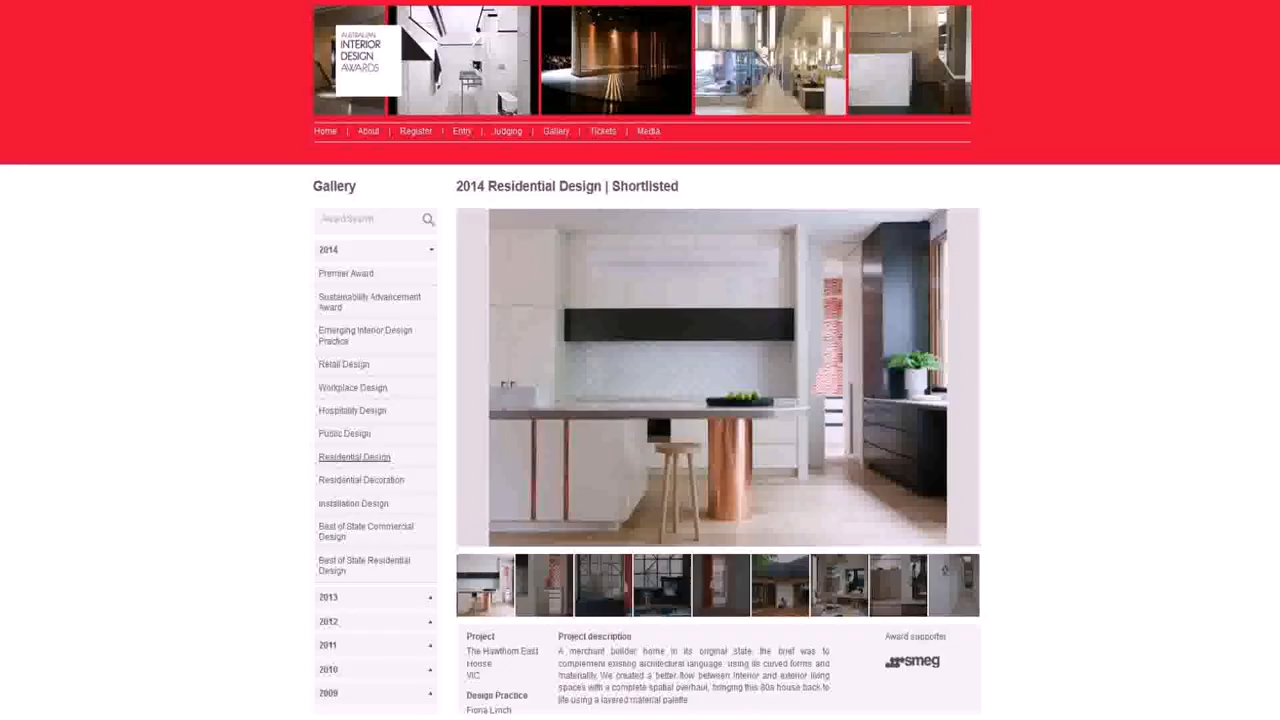 AUSTRALIAN
INTERIOR
DESIGN
AWARDS
Home | About | Register | Entry | Judging | Gallery | Tickets | Media
Gallery
2014 Residential Design | Shortlisted
Award Search
2014
Premier Award
Sustainability Advancement
Award
Emerging Interior Design
Practice
Retail Design
Workplace Design
Hospitality Design
Public Design
Residential Design
Residential Decoration
Installation Design
Best of State Commercial
Design
Best of State Residential
Design
2013
2012
2011
2010
2009
Project
The Hawthorn East
House
VIC
Design Practice
Fiona Lynch
Project description
A merchant builder home in its original state, the brief was to
complement existing architectural language, using its curved forms and
materiality. We created a better flow between interior and exterior living
spaces with a complete spatial overhaul, bringing this 80s house back to
life using a layered material palette.
Award supporter
smeg